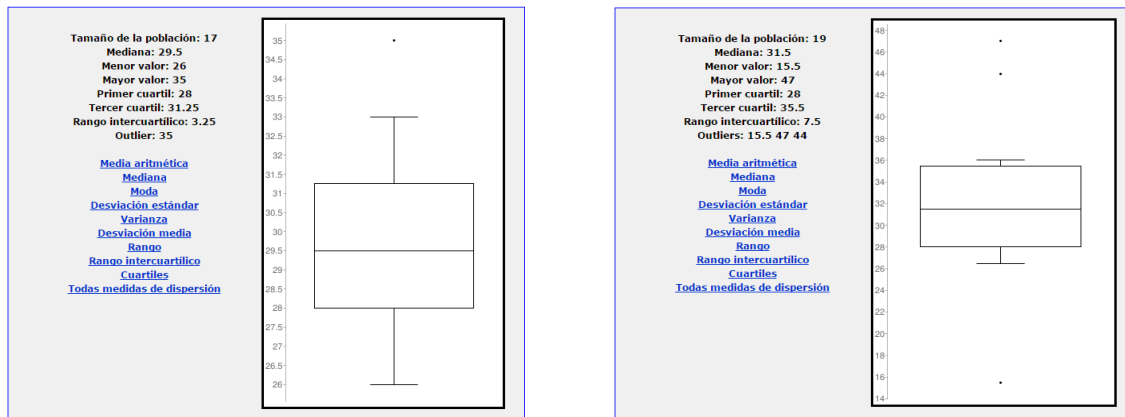 Tamaño de la población: 17
Mediana: 29.5
Menor valor: 26
Mayor valor: 35
Primer cuartil: 28
Tercer cuartil: 31.25
Rango intercuartílico: 3.25
Outlier: 35
Media aritmética
Mediana
Moda
Desviación estándar
Varianza
Desviación media
Rango
Rango intercuartílico
Cuartiles
Todas medidas de dispersión
35
34.5
34
33.5
33
32.5
32
31.5
31
30.5
30
29.5
29
28.5
28
27.5
27
26.5
26
Tamaño de la población: 19
Mediana: 31.5
Menor valor: 15.5
Mayor valor: 47
Primer cuartil: 28
Tercer cuartil: 35.5
Rango intercuartílico: 7.5
Outliers: 15.5 47 44
Media aritmética
Mediana
Moda
Desviación estándar
Varianza
Desviación media
Rango
Rango intercuartílico
Cuartiles
Todas medidas de dispersión
48
46
44
42
40
38
36
34
32
30
28
26
24
22
20
18
16
14